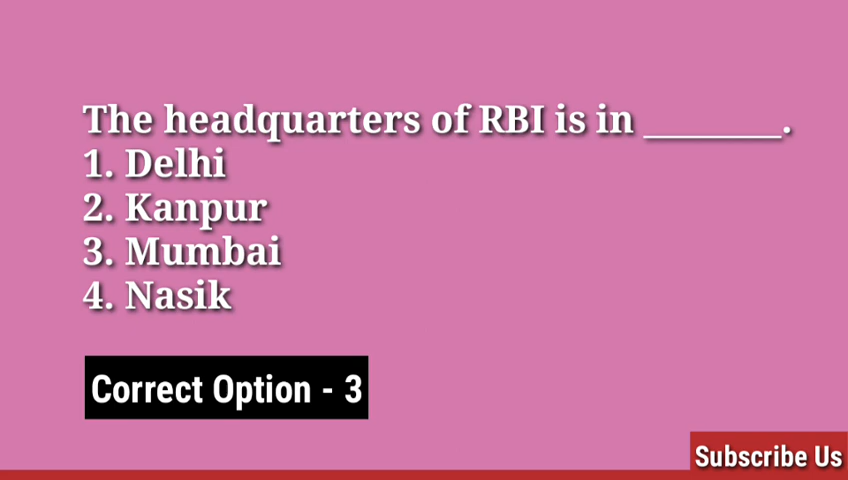 The headquarters of RBI is in ________.
1. Delhi
2. Kanpur
3. Mumbai
4. Nasik
Correct Option - 3
Subscribe Us